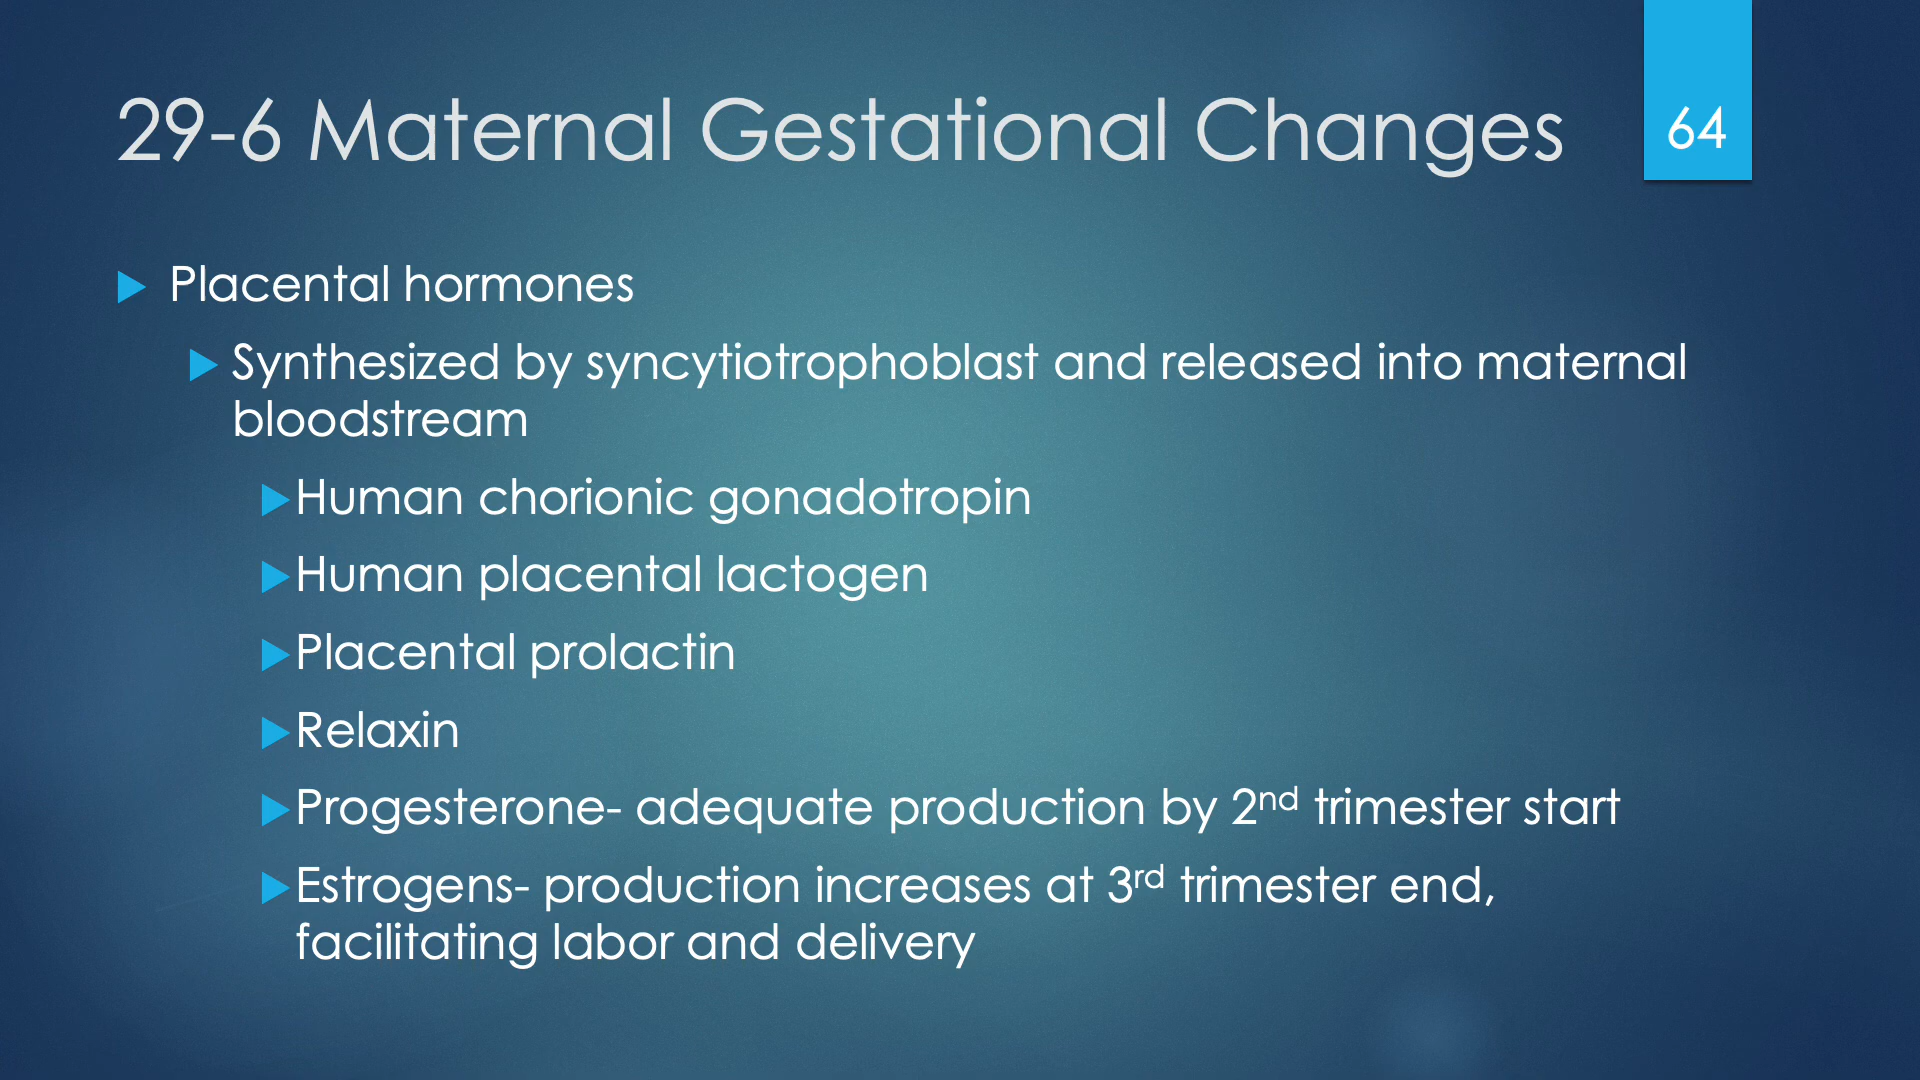 29-6 Maternal Gestational Changes
64
Placental hormones
Synthesized by syncytiotrophoblast and released into maternal
bloodstream
Human chorionic gonadotropin
Human placental lactogen
Placental prolactin
Relaxin
Progesterone- adequate production by 2nd trimester start
Estrogens- production increases at 3rd trimester end,
facilitating labor and delivery